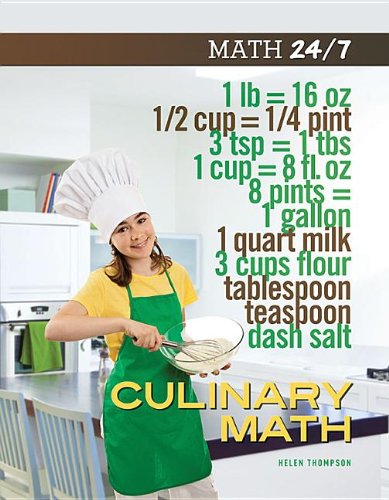 MATH 24/7
1 lb = 16 oz
1/2 cup = 1/4 pint
3 tsp = 1 tbs
1 cup = 8 fl. oz
8 pints =
1 gallon
1 quart milk
3 cups flour
tablespoon
teaspoon
dash salt
CULINARY
MATH
HELEN THOMPSON